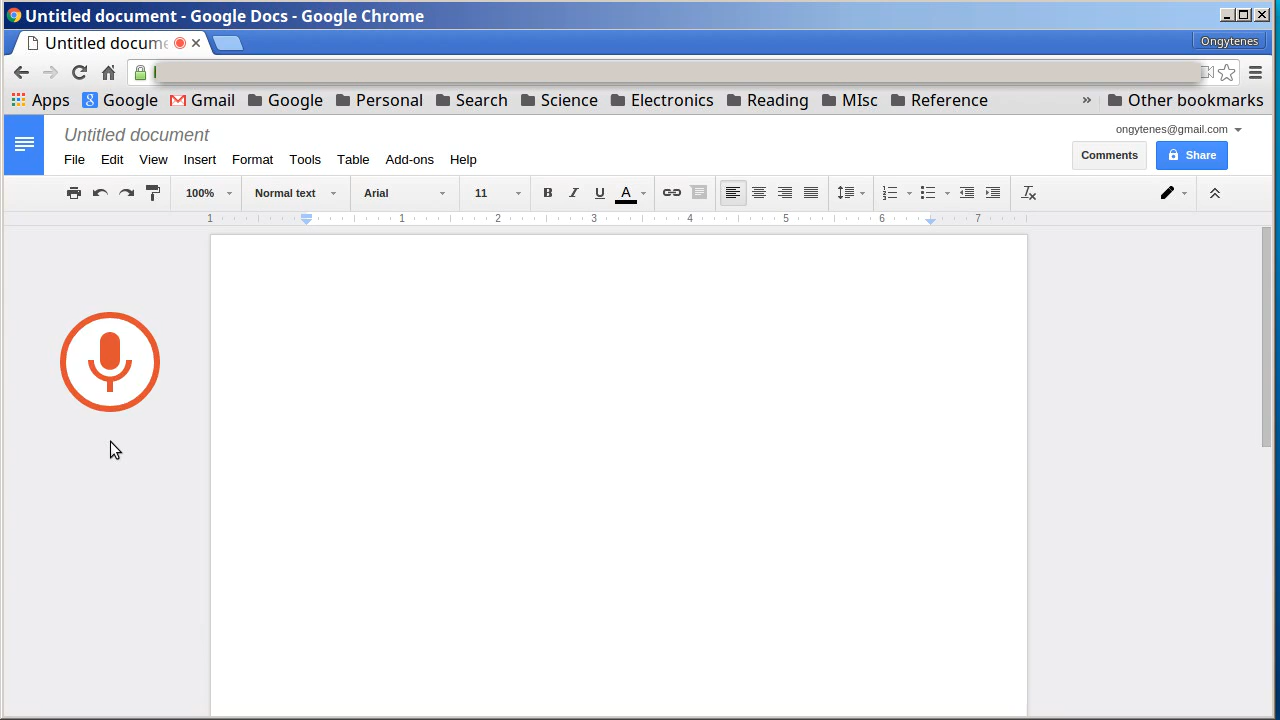 Untitled document - Google Docs - Google Chrome
Untitled docume
Ongytenes
Apps Google Gmail Google Personal Search Science Electronics Reading MIsc Reference » Other bookmarks
Untitled document
ongytenes@gmail.com
File Edit View Insert Format Tools Table Add-ons Help
Comments Share
100% Normal text Arial 11 B I U A
1 1 2 3 4 5 6 7